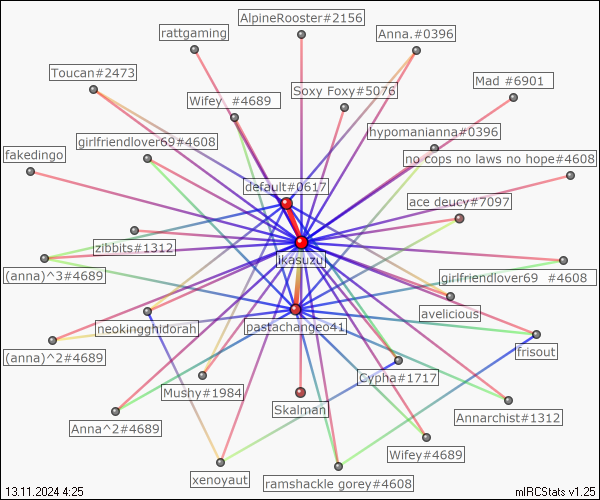 AlpineRooster#2156
rattgaming
Anna.#0396
Toucan#2473
Mad #6901
Soxy Foxy#5076
Wifey  #4689
hypomanianna#0396
girlfriendlover69#4608
fakedingo
no cops no laws no hope#4608
default#0617
ace deucy#7097
zibbits#1312
ikasuzu
(anna)^3#4689
girlfriendlover69  #4608
avelicious
neokingghidorah
pastachangeo41
frisout
(anna)^2#4689
Cypha#1717
Mushy#1984
Skalman
Annarchist#1312
Anna^2#4689
Wifey#4689
xenoyaut
ramshackle gorey#4608
13.11.2024 4:25
mIRCStats v1.25